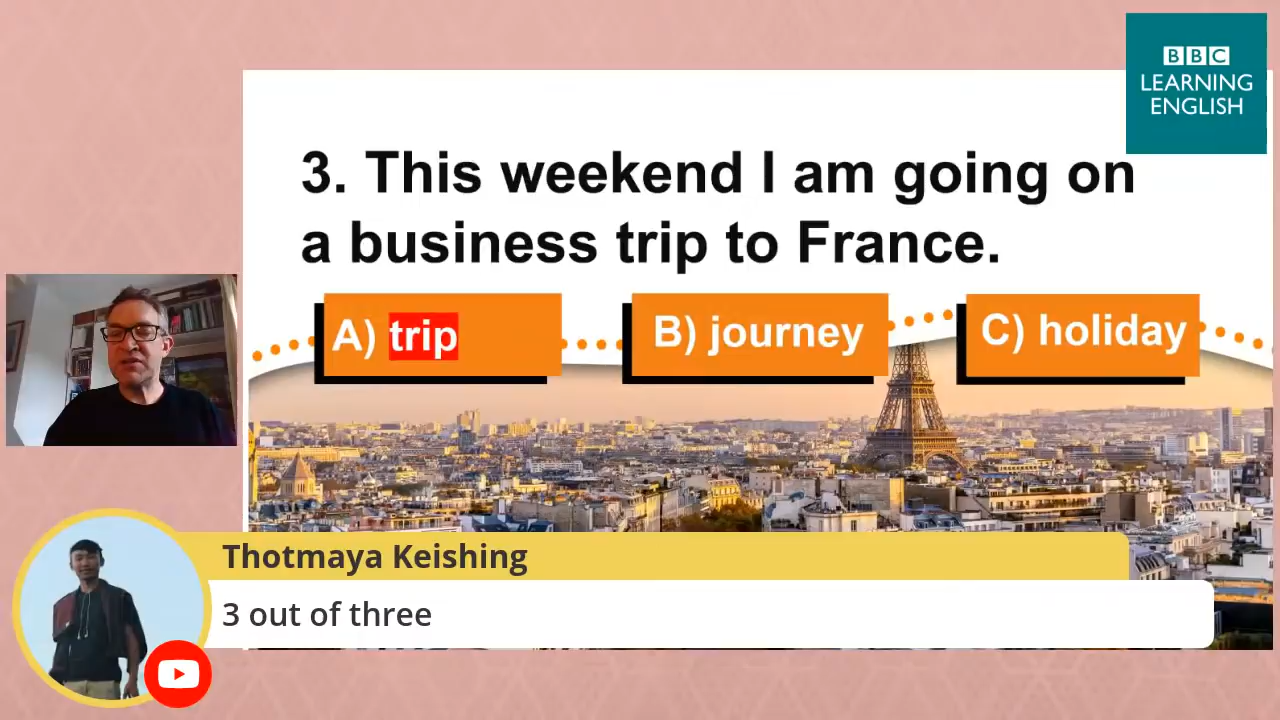 BBC
LEARNING
ENGLISH
3. This weekend I am going on
a business trip to France.
A) trip
B) journey
C) holiday
Thotmaya Keishing
3 out of three